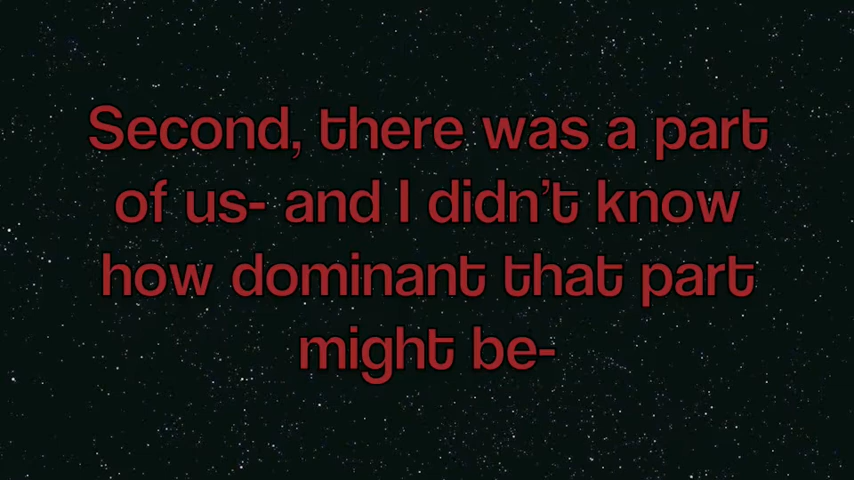 Second, there was a part
of us- and I didn't know
how dominant that part
might be-